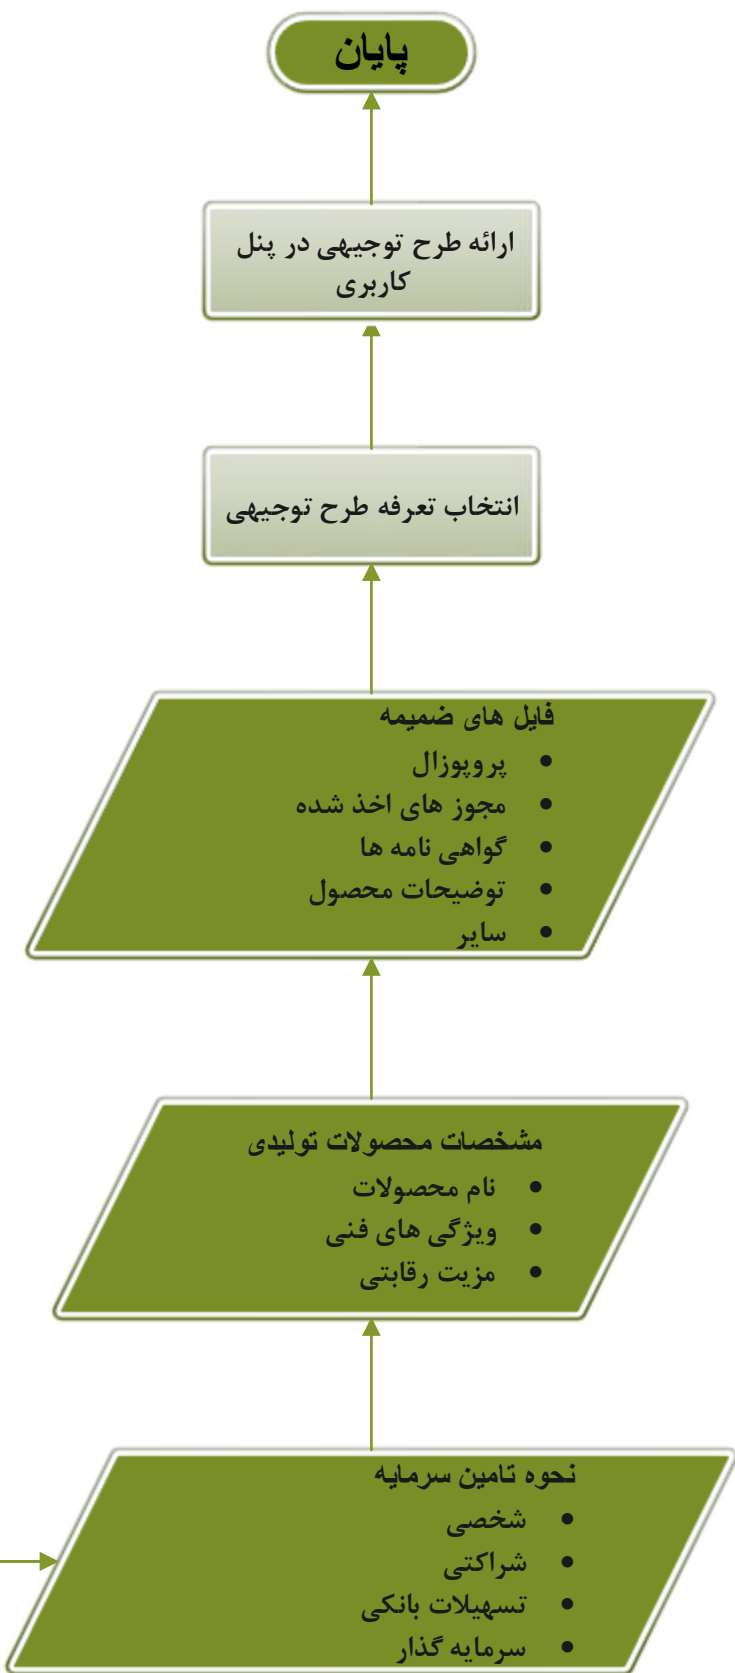 پایان
ارائه طرح توجیهی در پنل
کاربری
انتخاب تعرفه طرح توجیهی
فایل های ضمیمه
• پروپوزال
• مجوز های اخذ شده
• گواهی نامه ها
• توضیحات محصول
• سایر
مشخصات محصولات تولیدی
• نام محصولات
• ویژگی های فنی
• مزیت رقابتی
نحوه تامین سرمایه
• شخصی
• شراکتی
• تسهیلات بانکی
• سرمایه گذار